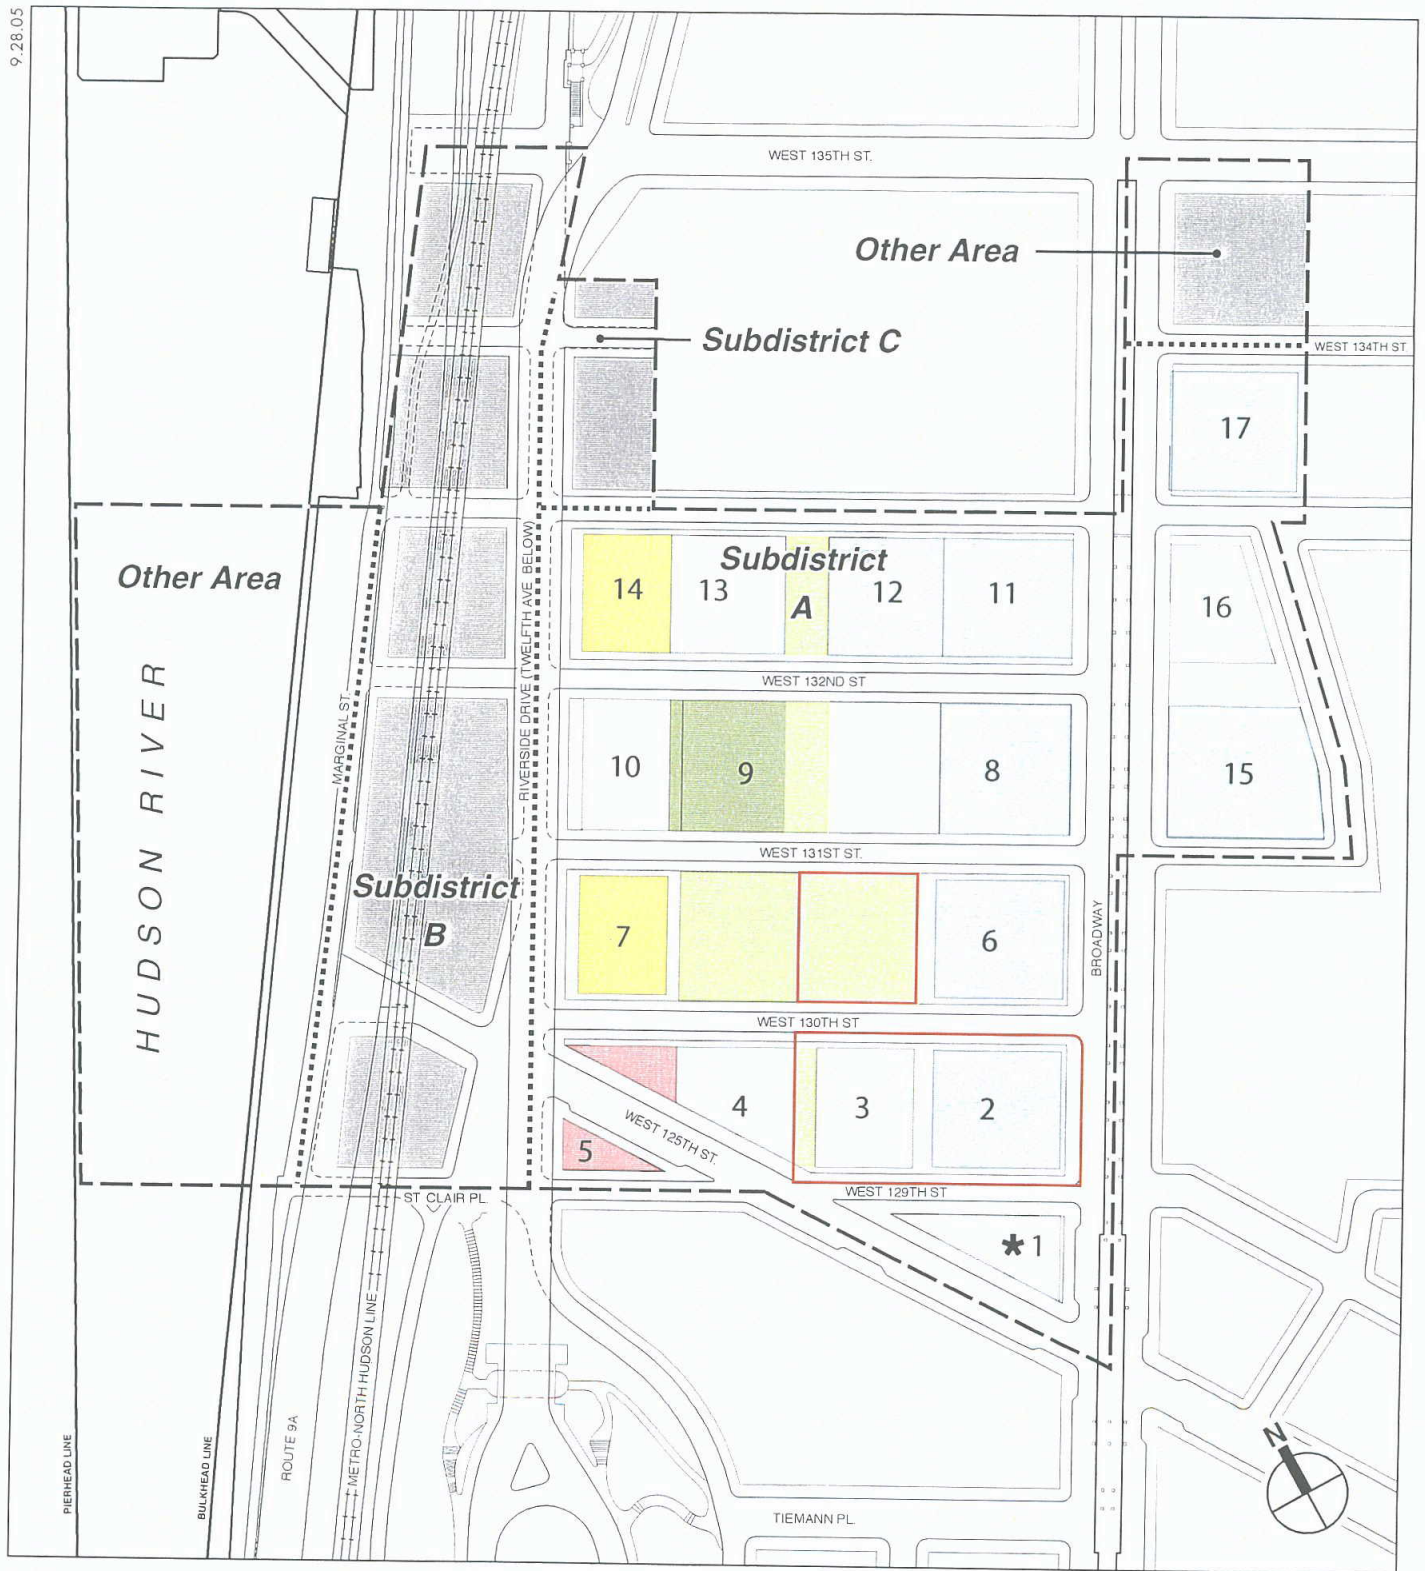 9.28.05
WEST 135TH ST.
Other Area
Subdistrict C
WEST 134TH ST
17
Other Area
HUDSON RIVER
MARGINAL ST.
RIVERSIDE DRIVE (TWELFTH AVE. BELOW)
Subdistrict
A
14
13
12
11
16
WEST 132ND ST
10
9
8
15
WEST 131ST ST.
Subdistrict
B
7
6
BROADWAY
WEST 130TH ST
4
3
2
5
WEST 125TH ST.
WEST 129TH ST
ST CLAIR PL.
*1
METRO-NORTH HUDSON LINE
ROUTE 9A
PIERHEAD LINE
BULKHEAD LINE
N
TIEMANN PL.